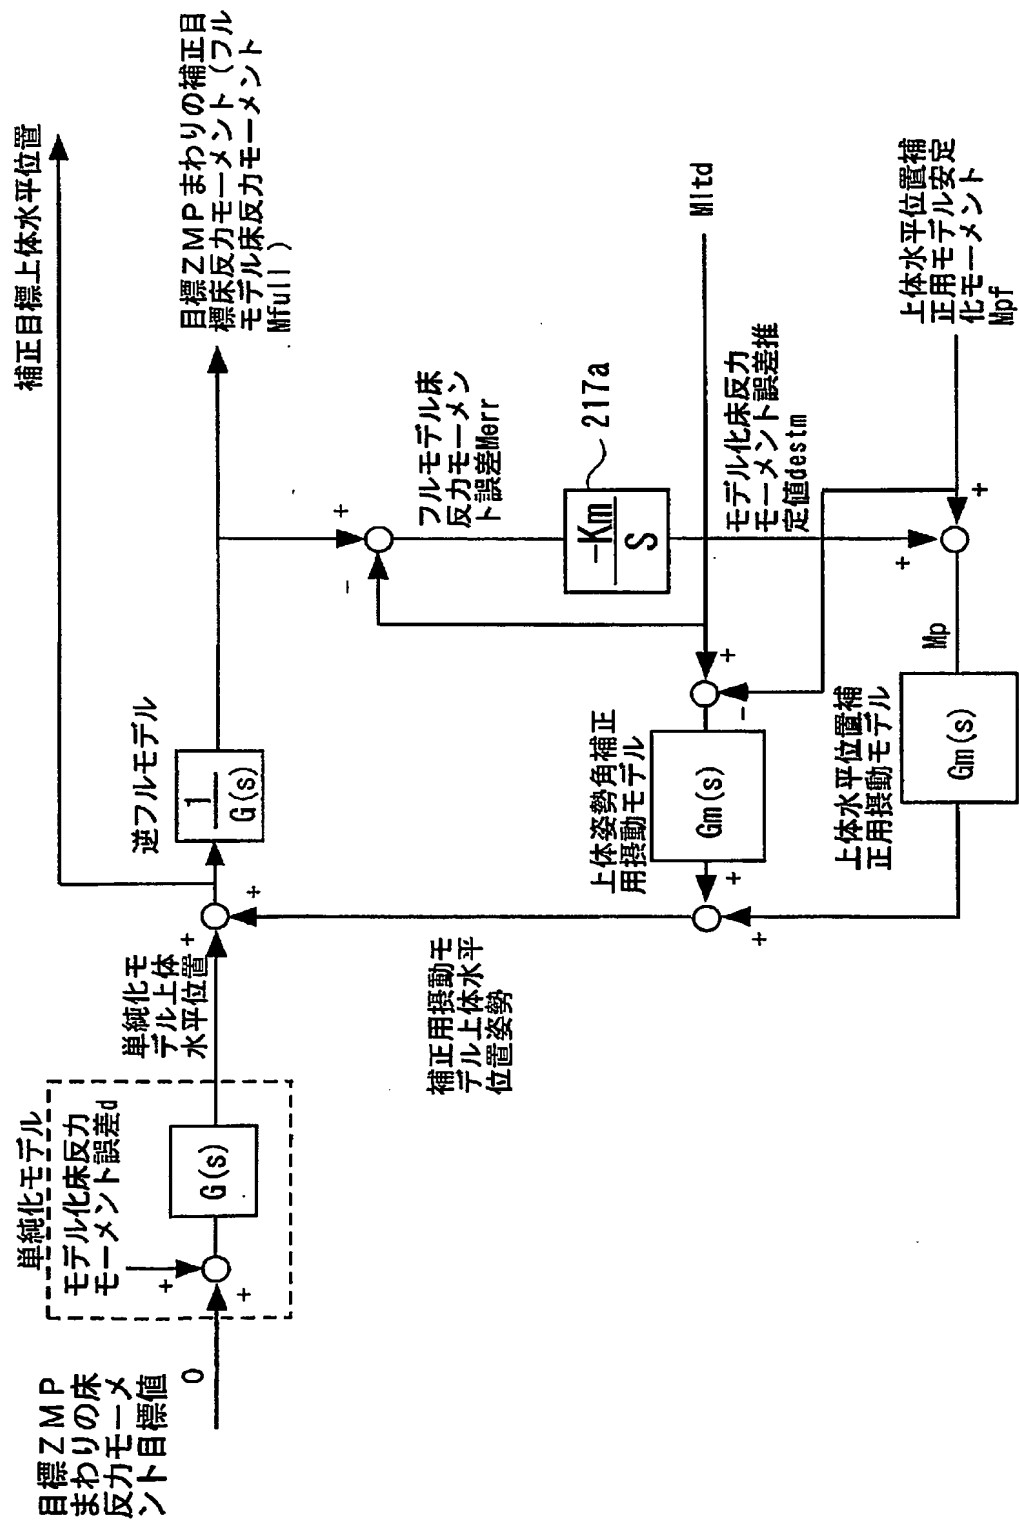 補正目標上体水平位置
目標ZMPまわりの補正目
標床反力モーメント(フル
モデル床反力モーメント
Mfull)
逆フルモデル
1
G(s)
単純化モ
デル上体
水平位置
単純化モデル
モデル化床反力
モーメント誤差d
G(s)
目標ZMP
まわりの床
反力モーメ
ント目標値
0
+
+
+
+
+
-
フルモデル床
反力モーメン
ト誤差Merr
217a
-Km
S
補正用摂動モ
デル上体水平
位置姿勢
Mltd
モデル化床反力
モーメント誤差推
定値destm
上体姿勢角補正
用摂動モデル
Gm(s)
+
-
+
+
上体水平位置補
正用モデル安定
化モーメント
Mpf
+
+
Mp
上体水平位置補
正用摂動モデル
Gm(s)